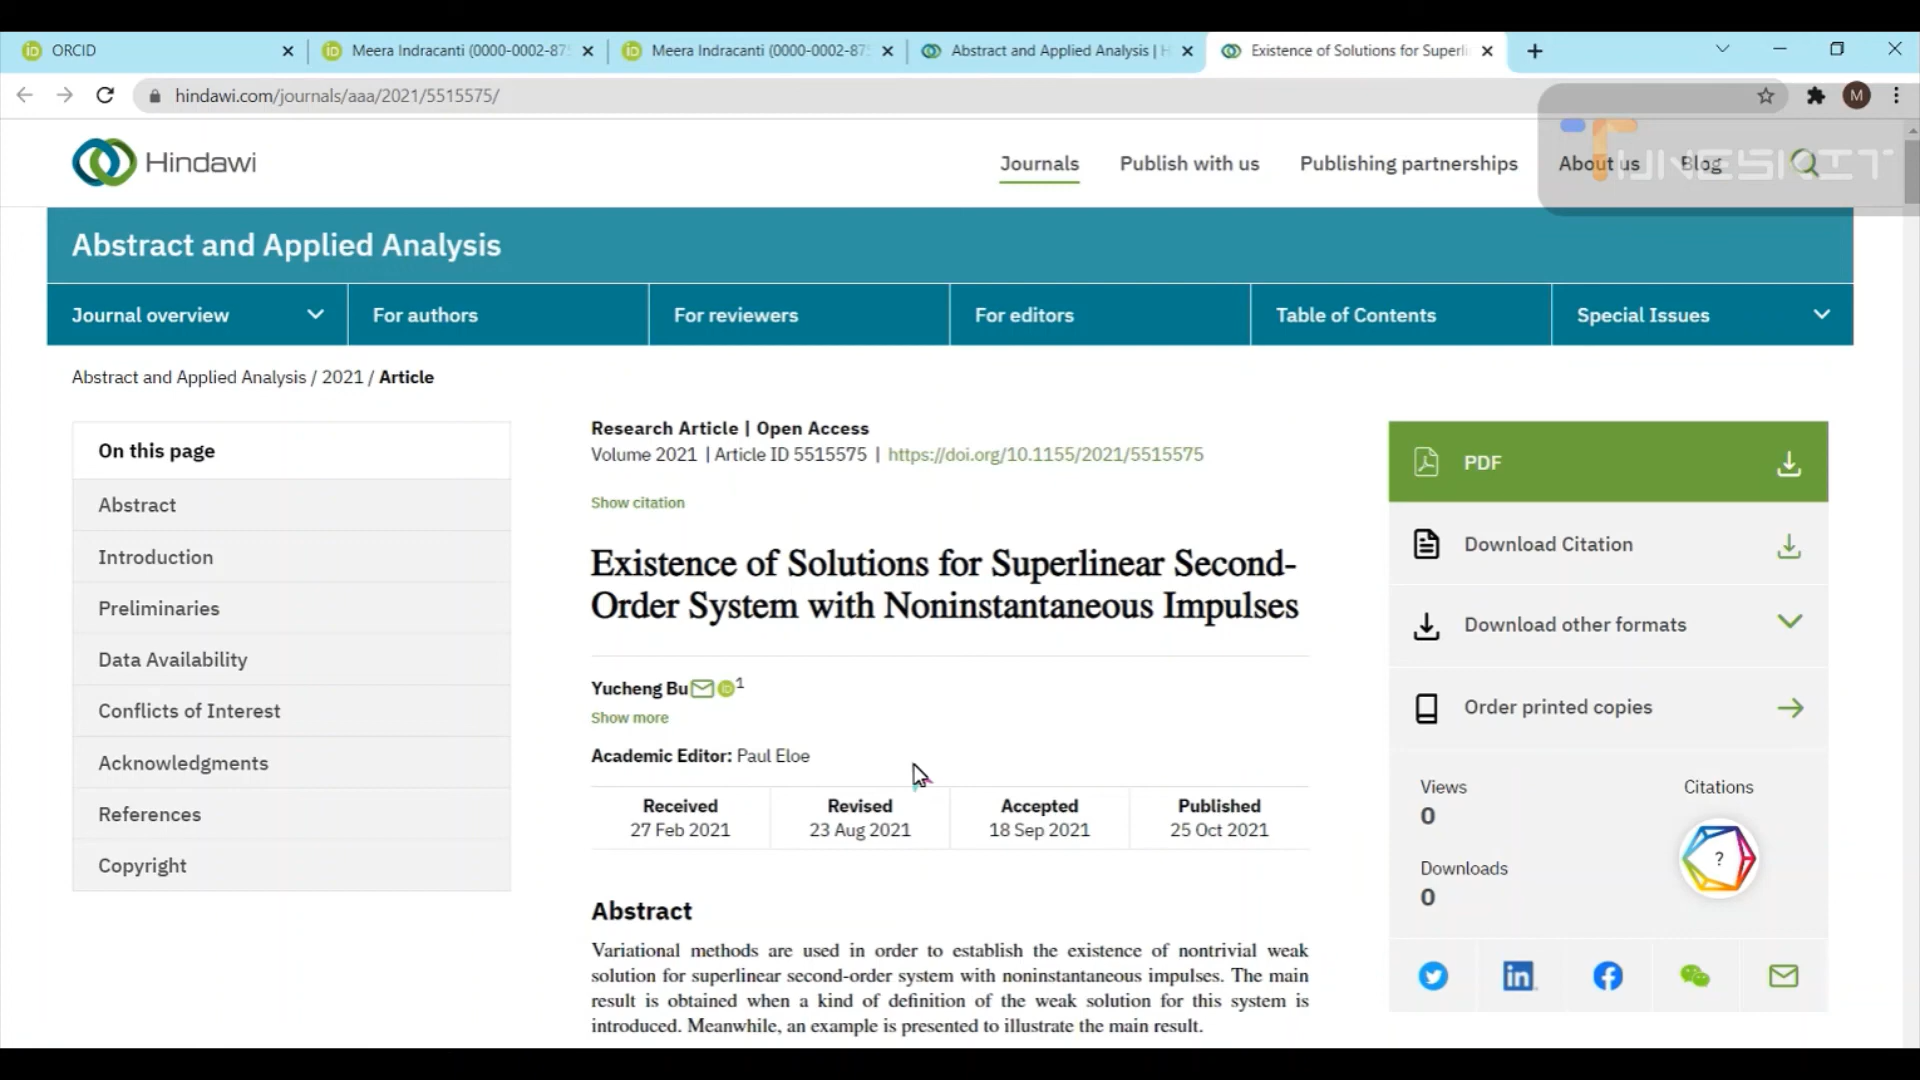 ORCID
Meera Indracanti (0000-0002-87
Meera Indracanti (0000-0002-87
Abstract and Applied Analysis | H
Existence of Solutions for Superli
hindawi.com/journals/aaa/2021/5515575/
M
Hindawi
Journals
Publish with us
Publishing partnerships
About us
Blog
TUNESKIT
Abstract and Applied Analysis
Journal overview
For authors
For reviewers
For editors
Table of Contents
Special Issues
Abstract and Applied Analysis / 2021 / Article
On this page
Abstract
Introduction
Preliminaries
Data Availability
Conflicts of Interest
Acknowledgments
References
Copyright
Research Article | Open Access
Volume 2021 | Article ID 5515575 | https://doi.org/10.1155/2021/5515575
Show citation
Existence of Solutions for Superlinear Second-
Order System with Noninstantaneous Impulses
Yucheng Bu iD 1
Show more
Academic Editor: Paul Eloe
Received
27 Feb 2021
Revised
23 Aug 2021
Accepted
18 Sep 2021
Published
25 Oct 2021
Abstract
Variational methods are used in order to establish the existence of nontrivial weak
solution for superlinear second-order system with noninstantaneous impulses. The main
result is obtained when a kind of definition of the weak solution for this system is
introduced. Meanwhile, an example is presented to illustrate the main result.
PDF
Download Citation
Download other formats
Order printed copies
Views
0
Citations
?
Downloads
0